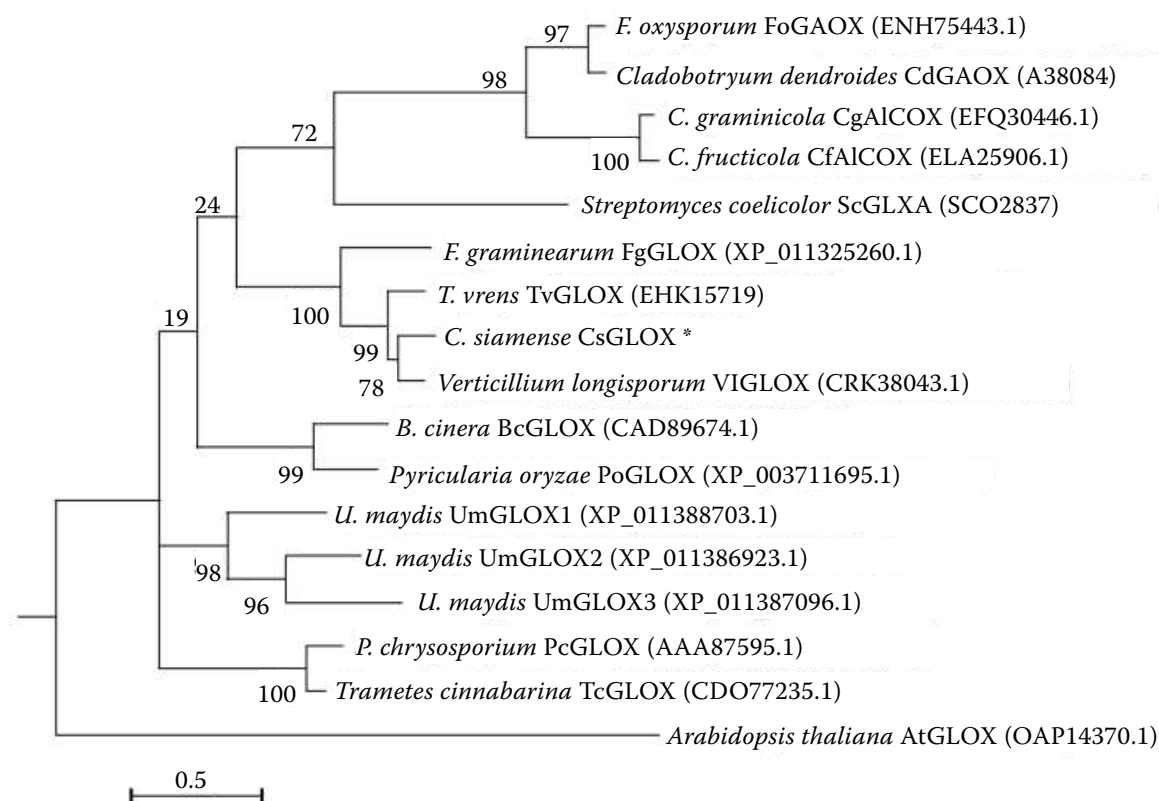 97
F. oxysporum FoGAOX (ENH75443.1)
Cladobotryum dendroides CdGAOX (A38084)
98
C. graminicola CgAlCOX (EFQ30446.1)
100
C. fructicola CfAlCOX (ELA25906.1)
72
Streptomyces coelicolor ScGLXA (SCO2837)
24
F. graminearum FgGLOX (XP_011325260.1)
T. vrens TvGLOX (EHK15719)
100
C. siamense CsGLOX *
99
Verticillium longisporum VIGLOX (CRK38043.1)
78
19
B. cinera BcGLOX (CAD89674.1)
Pyricularia oryzae PoGLOX (XP_003711695.1)
99
U. maydis UmGLOX1 (XP_011388703.1)
U. maydis UmGLOX2 (XP_011386923.1)
98
U. maydis UmGLOX3 (XP_011387096.1)
96
P. chrysosporium PcGLOX (AAA87595.1)
Trametes cinnabarina TcGLOX (CDO77235.1)
100
Arabidopsis thaliana AtGLOX (OAP14370.1)
0.5